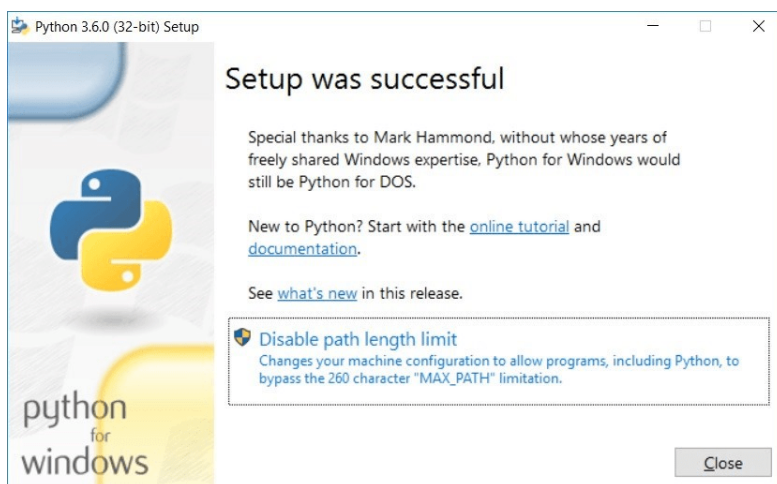 Python 3.6.0 (32-bit) Setup
Setup was successful
Special thanks to Mark Hammond, without whose years of
freely shared Windows expertise, Python for Windows would
still be Python for DOS.
New to Python? Start with the online tutorial and
documentation.
See what's new in this release.
Disable path length limit
Changes your machine configuration to allow programs, including Python, to
bypass the 260 character "MAX_PATH" limitation.
python
for
windows
Close